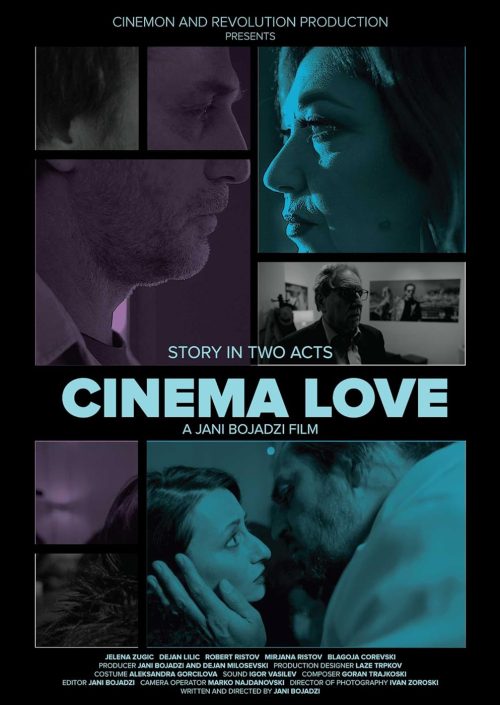 CINEMON AND REVOLUTION PRODUCTION
PRESENTS
STORY IN TWO ACTS
CINEMA LOVE
A JANI BOJADZI FILM
JELENA ZUGIC DEJAN LILIC ROBERT RISTOV MIRJANA RISTOV BLAGOJA COREVSKI
PRODUCER JANI BOJADZI AND DEJAN MILOSEVSKI PRODUCTION DESIGNER LAZE TRPKOV
COSTUME ALEKSANDRA GORCILOVA SOUND IGOR VASILEV COMPOSER GORAN TRAJKOSKI
EDITOR JANI BOJADZI CAMERA OPERATOR MARKO NAJDANOVSKI DIRECTOR OF PHOTOGRAPHY IVAN ZOROSKI
WRITTEN AND DIRECTED BY JANI BOJADZI